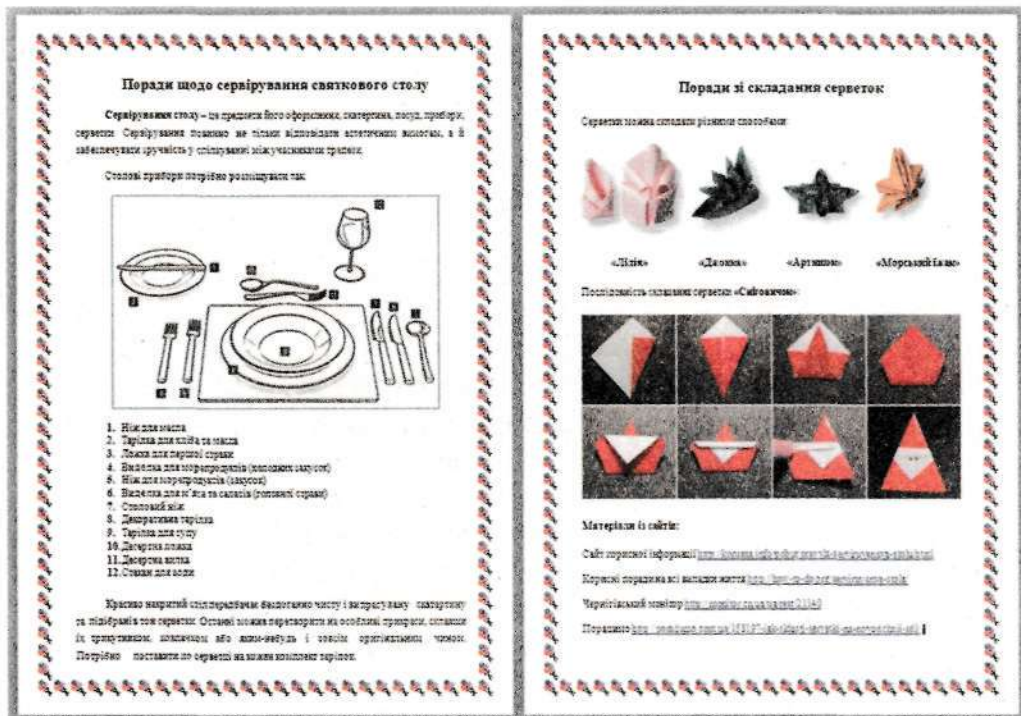 Поради щодо сервірування святкового столу
Сервірування столу – це предмети його оформлення, скатертина, посуд, прибори,
серветки. Сервірування повинно не тільки відповідати естетичним вимогам, а й
забезпечувати зручність у спілкуванні між учасниками трапези.
Столові прибори потрібно розміщувати так
1. Ніж для масла
2. Тарілка для хліба та масла
3. Ложка для першої страви
4. Виделка для морепродуктів (холодних закусок)
5. Ніж для морепродуктів (закусок)
6. Виделка для м'яса та салатів (головної страви)
7. Столовий ніж
8. Декоративна тарілка
9. Тарілка для супу
10. Десертна ложка
11. Десертна вилка
12. Стакан для води
Красиво накритий стіл передбачає бездоганно чисту і випрасувану скатертину
та підібрані в тон серветки. Останні можна перетворити на особливі прикраси, склавши
їх трикутником, ковпачком або яким-небудь і зовсім оригінальним чином.
Потрібно поставити по серветці на кожен комплект тарілок.
Поради зі складання серветок
Серветки можна складати різними способами
«Лілія»
«Джонка»
«Артишок»
«Морський їжак»
Послідовність складання серветки «Сніговичок»:
Матеріали із сайтів:
Сайт корисної інформації
Корисні поради на всі випадки життя
Чернігівський монітор
Порадимо